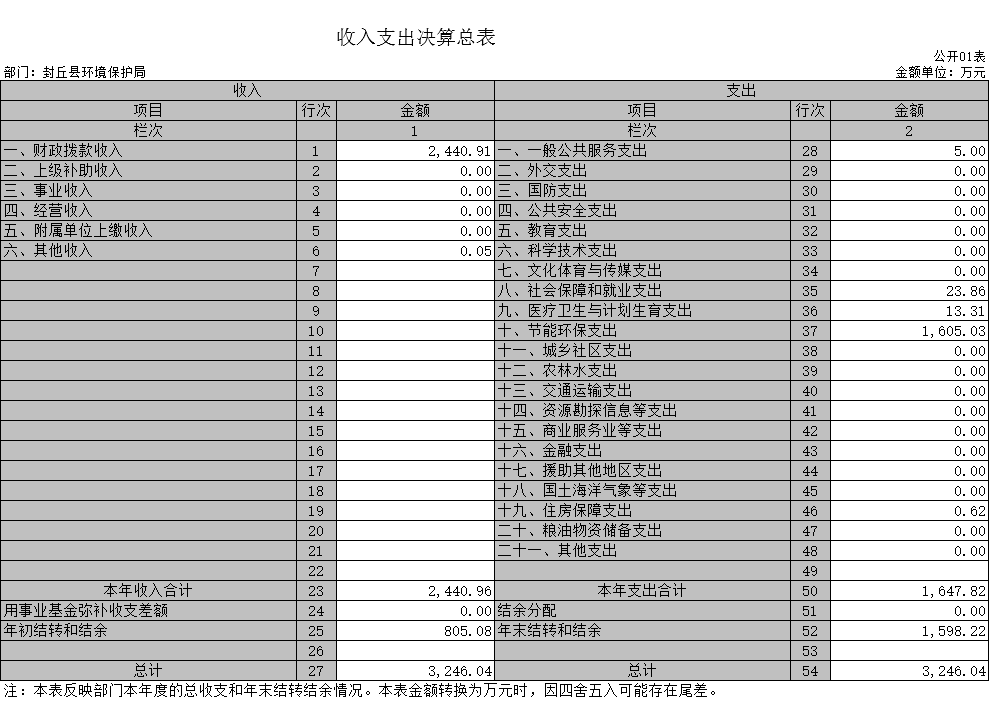 收入支出决算总表
公开01表
部门：封丘县环境保护局 金额单位：万元
收入 支出
项目 行次 金额 项目 行次 金额
栏次 1 栏次 2
一、财政拨款收入 1 2,440.91 一、一般公共服务支出 28 5.00
二、上级补助收入 2 0.00 二、外交支出 29 0.00
三、事业收入 3 0.00 三、国防支出 30 0.00
四、经营收入 4 0.00 四、公共安全支出 31 0.00
五、附属单位上缴收入 5 0.00 五、教育支出 32 0.00
六、其他收入 6 0.05 六、科学技术支出 33 0.00
7 七、文化体育与传媒支出 34 0.00
8 八、社会保障和就业支出 35 23.86
9 九、医疗卫生与计划生育支出 36 13.31
10 十、节能环保支出 37 1,605.03
11 十一、城乡社区支出 38 0.00
12 十二、农林水支出 39 0.00
13 十三、交通运输支出 40 0.00
14 十四、资源勘探信息等支出 41 0.00
15 十五、商业服务业等支出 42 0.00
16 十六、金融支出 43 0.00
17 十七、援助其他地区支出 44 0.00
18 十八、国土海洋气象等支出 45 0.00
19 十九、住房保障支出 46 0.62
20 二十、粮油物资储备支出 47 0.00
21 二十一、其他支出 48 0.00
22 49
本年收入合计 23 2,440.96 本年支出合计 50 1,647.82
用事业基金弥补收支差额 24 0.00 结余分配 51 0.00
年初结转和结余 25 805.08 年末结转和结余 52 1,598.22
26 53
总计 27 3,246.04 总计 54 3,246.04
注：本表反映部门本年度的总收支和年末结转结余情况。本表金额转换为万元时，因四舍五入可能存在尾差。